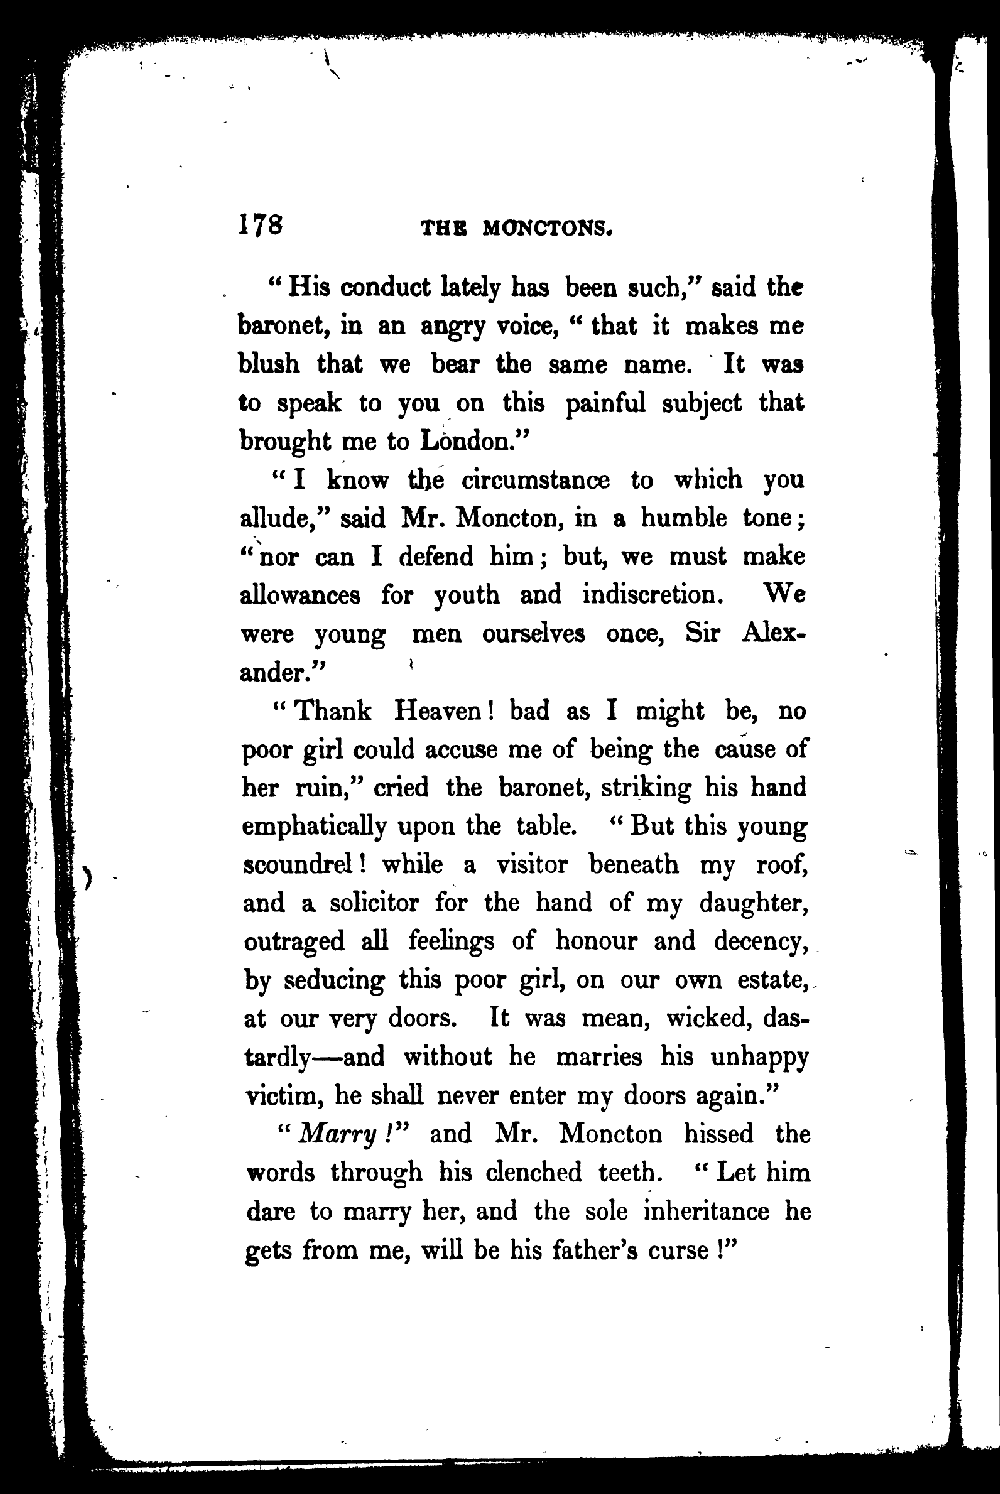 178 THE MONCTONS.
“ His conduct lately has been such,” said the
baronet, in an angry voice, “ that it makes me
blush that we bear the same name. It was
to speak to you on this painful subject that
brought me to London.”
“ I know the circumstance to which you
allude,” said Mr. Moncton, in a humble tone;
“ nor can I defend him; but, we must make
allowances for youth and indiscretion. We
were young men ourselves once, Sir Alex-
ander.”
“ Thank Heaven! bad as I might be, no
poor girl could accuse me of being the cause of
her ruin,” cried the baronet, striking his hand
emphatically upon the table. “ But this young
scoundrel! while a visitor beneath my roof,
and a solicitor for the hand of my daughter,
outraged all feelings of honour and decency,
by seducing this poor girl, on our own estate,
at our very doors. It was mean, wicked, das-
tardly—and without he marries his unhappy
victim, he shall never enter my doors again.”
“ Marry !” and Mr. Moncton hissed the
words through his clenched teeth. “ Let him
dare to marry her, and the sole inheritance he
gets from me, will be his father’s curse !”